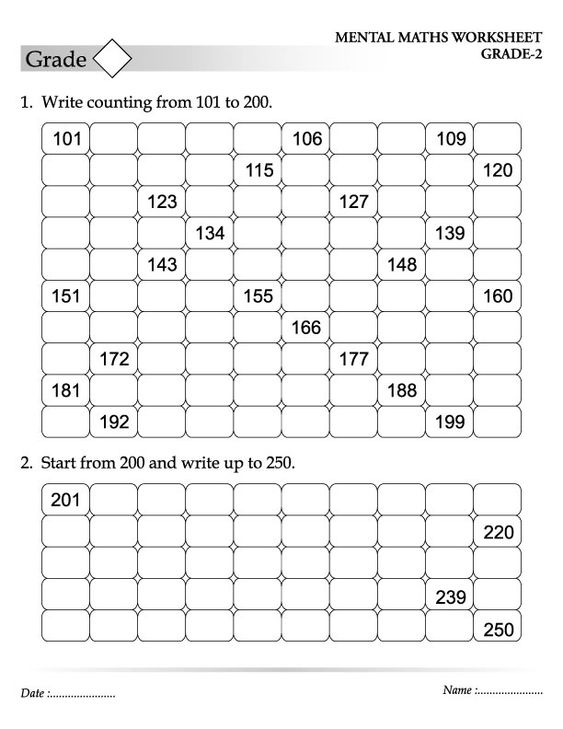 MENTAL MATHS WORKSHEET
GRADE-2
Grade
1. Write counting from 101 to 200.
101 106 109
115 120
123 127
134 139
143 148
151 155 160
166
172 177
181 188
192 199
2. Start from 200 and write up to 250.
201
220
239
250
Date :......................
Name :......................